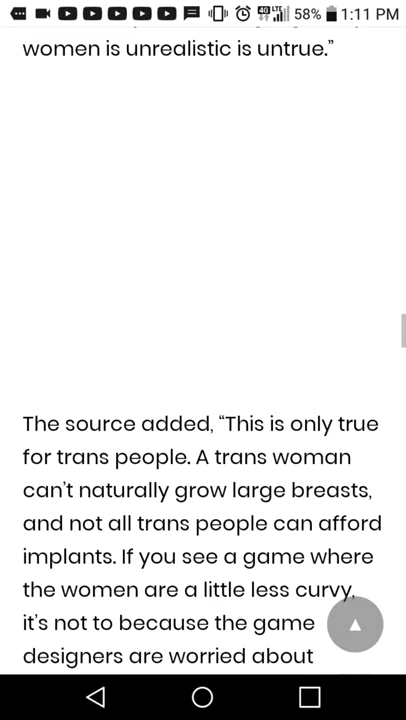 58% 1:11 PM
women is unrealistic is untrue.”
The source added, “This is only true
for trans people. A trans woman
can’t naturally grow large breasts,
and not all trans people can afford
implants. If you see a game where
the women are a little less curvy,
it’s not to because the game
designers are worried about